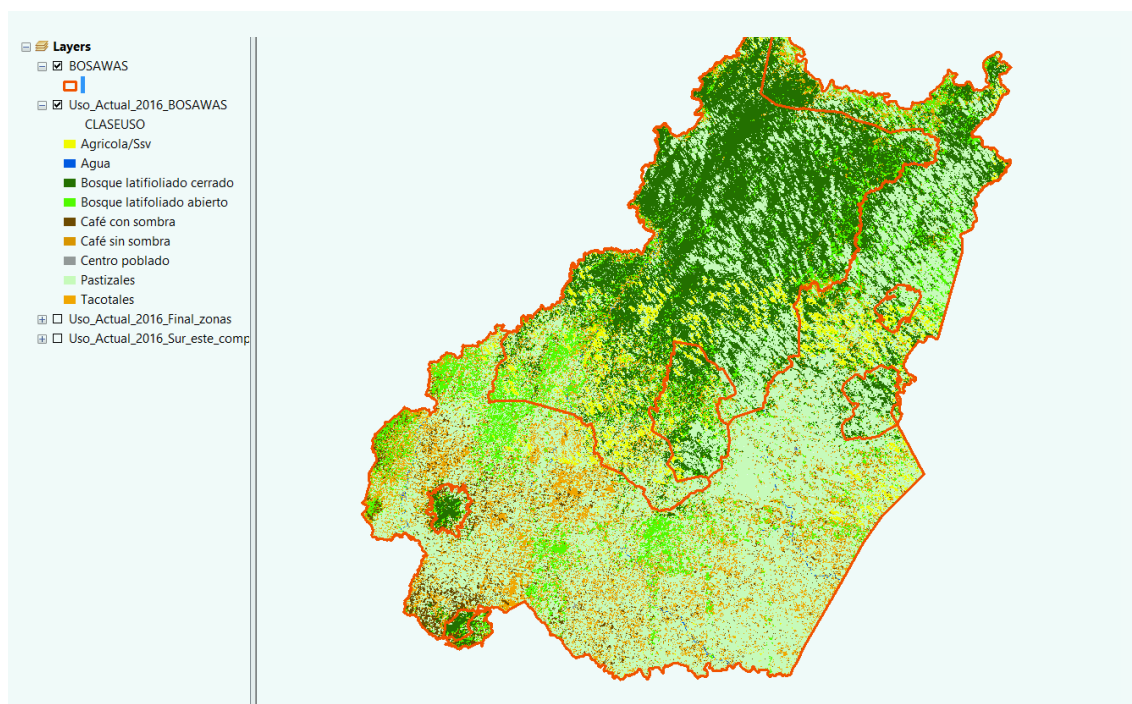 Layers
BOSAWAS
Uso_Actual_2016_BOSAWAS
CLASEUSO
Agricola/Ssv
Agua
Bosque latifioliado cerrado
Bosque latifoliado abierto
Café con sombra
Café sin sombra
Centro poblado
Pastizales
Tacotales
Uso_Actual_2016_Final_zonas
Uso_Actual_2016_Sur_este_comp